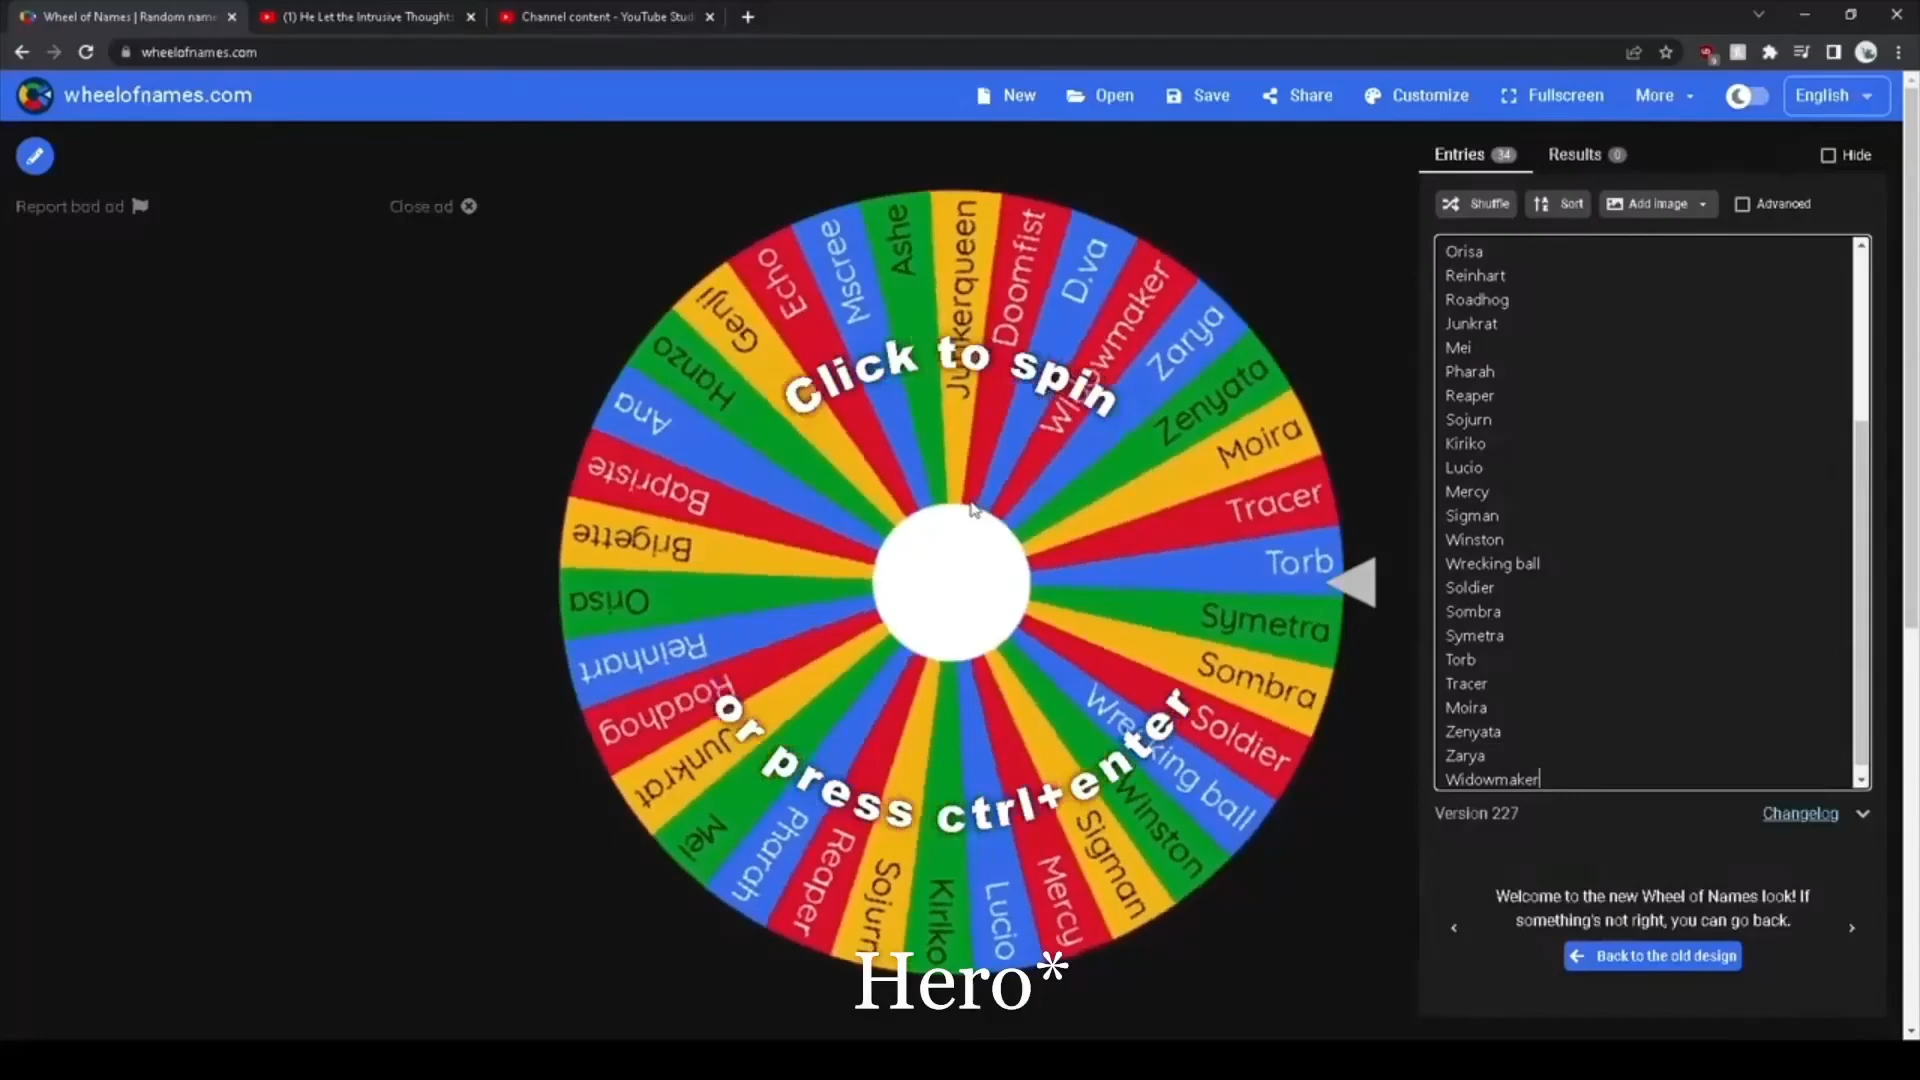 Wheel of Names | Random name
(1) He Let the Intrusive Thoughts
Channel content - YouTube Studi
wheelofnames.com
wheelofnames.com
New
Open
Save
Share
Customize
Fullscreen
More
English
Report bad ad
Close ad
Entries 34
Results 0
Hide
Shuffle
Sort
Add image
Advanced
Orisa
Reinhart
Roadhog
Junkrat
Mei
Pharah
Reaper
Sojurn
Kiriko
Lucio
Mercy
Sigman
Winston
Wrecking ball
Soldier
Sombra
Symetra
Torb
Tracer
Moira
Zenyata
Zarya
Widowmaker
Version 227
Changelog
Welcome to the new Wheel of Names look! If
something's not right, you can go back.
Back to the old design
Click to spin
or press ctrl+enter
Junkerqueen
Doomfist
D.va
Widowmaker
Zarya
Zenyata
Moira
Tracer
Torb
Symetra
Sombra
Soldier
Wrecking ball
Winston
Sigman
Mercy
Lucio
Kiriko
Sojurn
Reaper
Pharah
Mei
Junkrat
Roadhog
Reinhart
Orisa
Brigette
Bapriste
Ana
Hanzo
Genji
Echo
Mscree
Ashe
Hero*